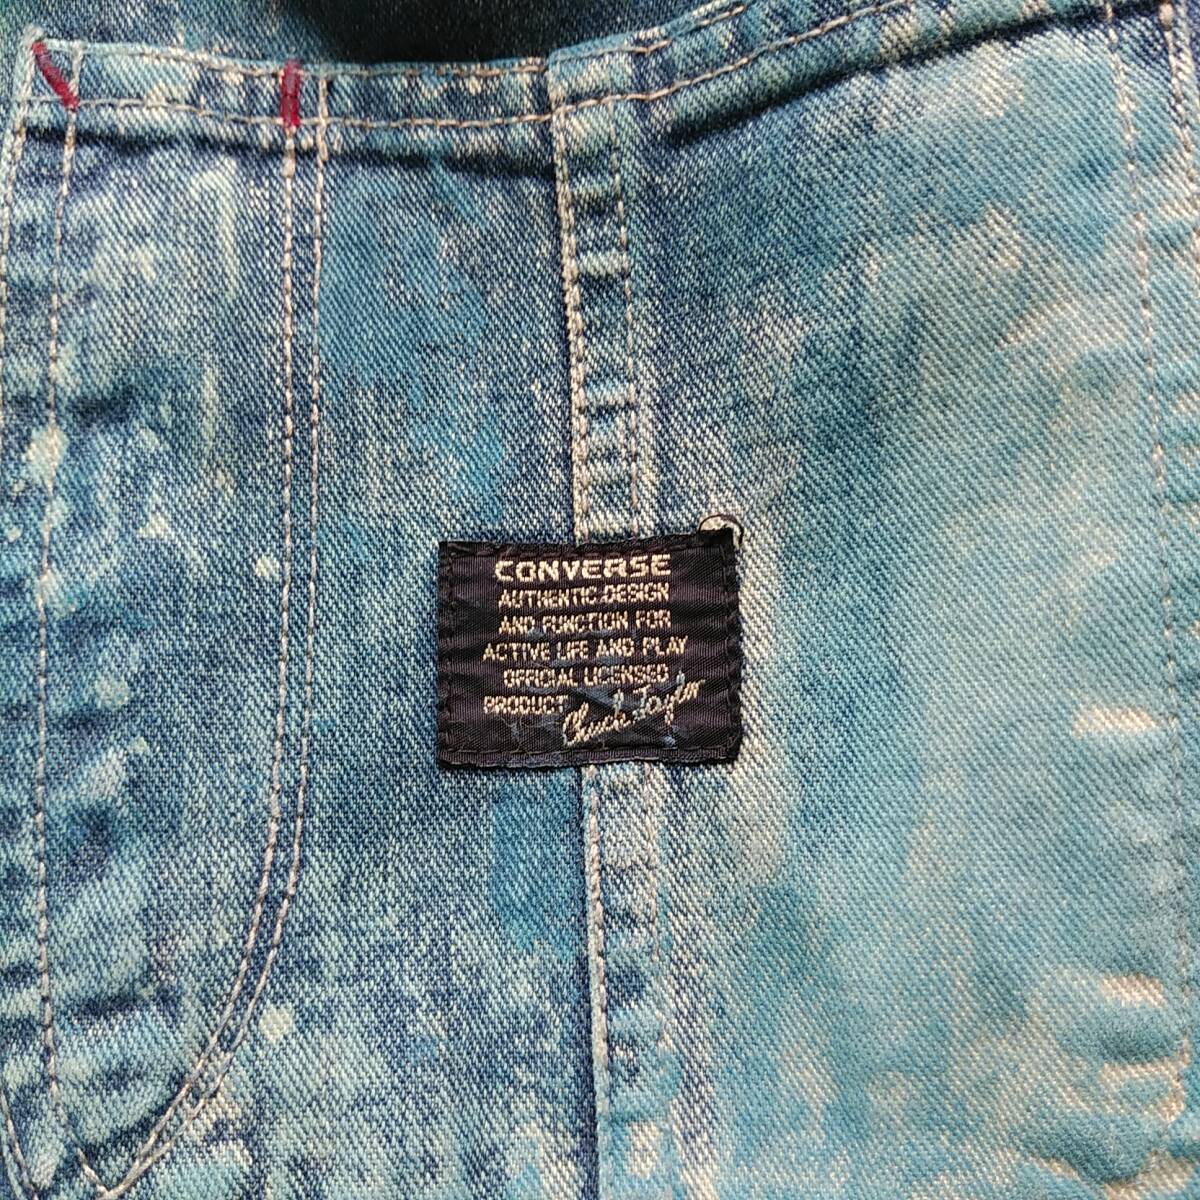 CONVERSE
AUTHENTIC DESIGN
AND FUNCTION FOR
ACTIVE LIFE AND PLAY
OFFICIAL LICENSED
PRODUCT Chuck Taylor